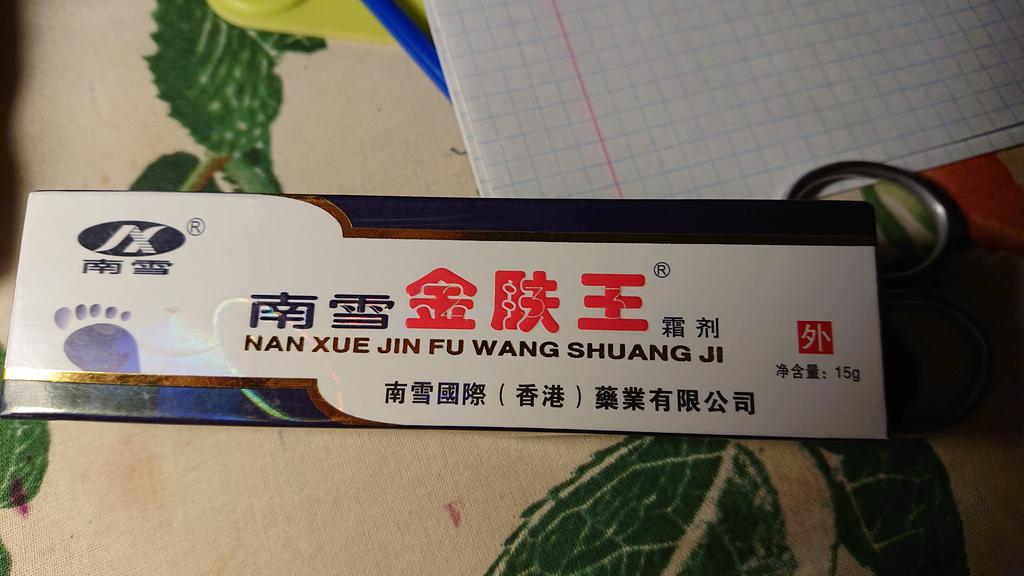 ®
南雪
南雪金肤王®霜剂
NAN XUE JIN FU WANG SHUANG JI
外
净含量：15g
南雪國際（香港）藥業有限公司